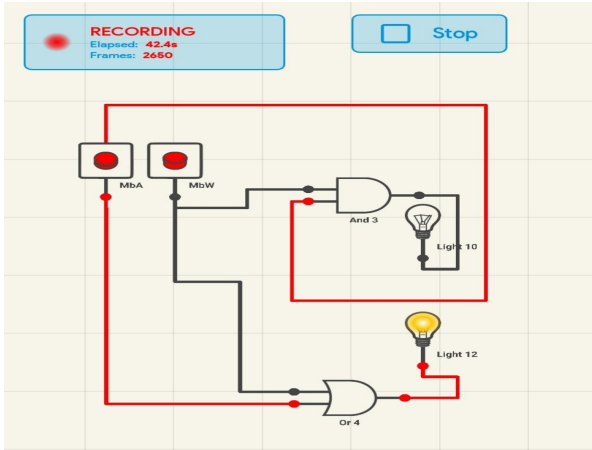 RECORDING
Elapsed: 42.4s
Frames: 2650
Stop
MbA
MbW
And 3
Light 10
Light 12
Or 4